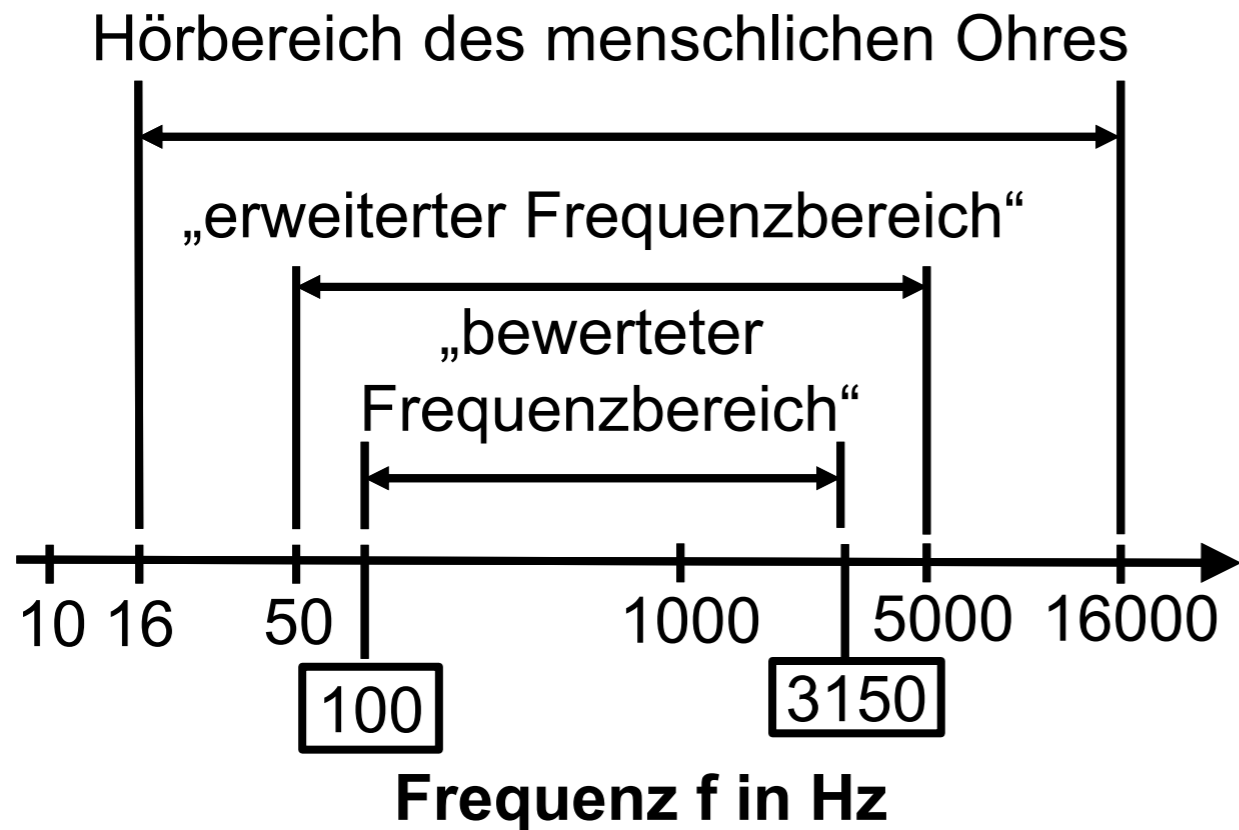 Hörbereich des menschlichen Ohres
„erweiterter Frequenzbereich“
„bewerteter
Frequenzbereich“
10 16 50 1000 5000 16000
100 3150
Frequenz f in Hz